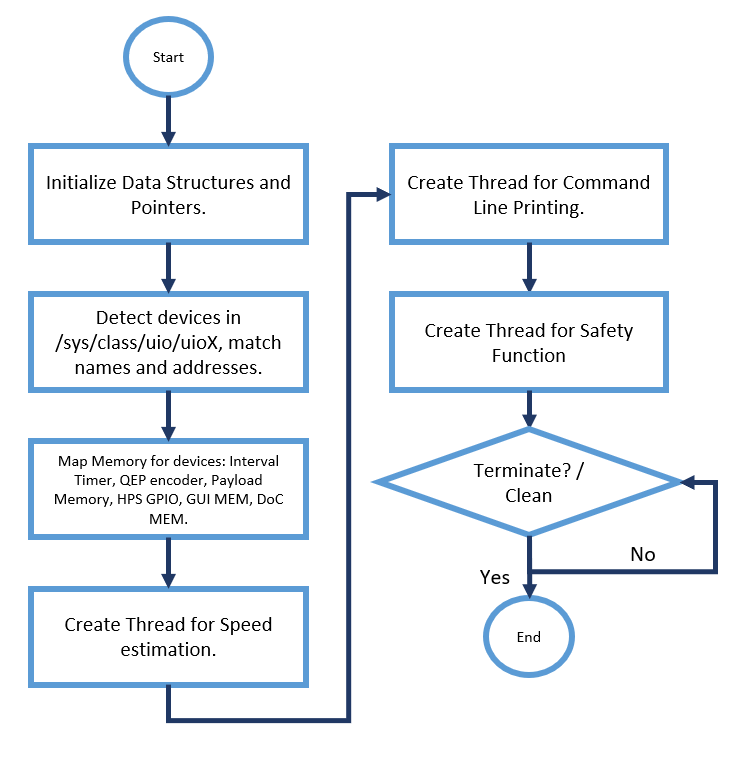 Start
Initialize Data Structures and
Pointers.
Detect devices in
/sys/class/uio/uioX, match
names and addresses.
Map Memory for devices: Interval
Timer, QEP encoder, Payload
Memory, HPS GPIO, GUI MEM, DoC
MEM.
Create Thread for Speed
estimation.
Create Thread for Command
Line Printing.
Create Thread for Safety
Function
Terminate? /
Clean
No
Yes
End